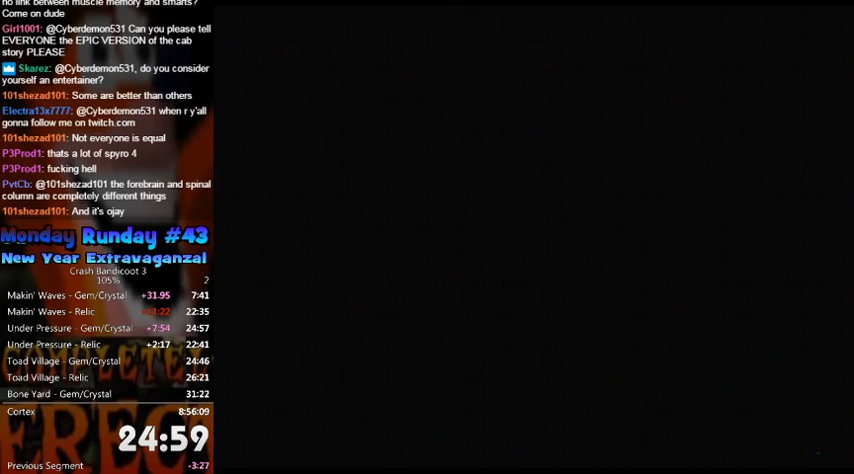 no link between muscle memory and smarts?
Come on dude
Girl1001: @Cyberdemon531 Can you please tell
EVERYONE the EPIC VERSION of the cab
story PLEASE
Skarez: @Cyberdemon531, do you consider
yourself an entertainer?
101shezad101: Some are better than others
Electra13x7777: @Cyberdemon531 when r y'all
gonna follow me on twitch.com
101shezad101: Not everyone is equal
P3Prod1: thats a lot of spyro 4
P3Prod1: fucking hell
PvtCb: @101shezad101 the forebrain and spinal
column are completely different things
101shezad101: And it's ojay
Monday Runday #43
New Year Extravaganza!
Crash Bandicoot 3
105% 2
Makin' Waves - Gem/Crystal +31.95 7:41
Makin' Waves - Relic 22:35
Under Pressure - Gem/Crystal +7:54 24:57
Under Pressure - Relic +2:17 22:41
Toad Village - Gem/Crystal 24:46
Toad Village - Relic 26:21
Bone Yard - Gem/Crystal 31:22
Cortex 8:56:09
24:59
Previous Segment -3:27